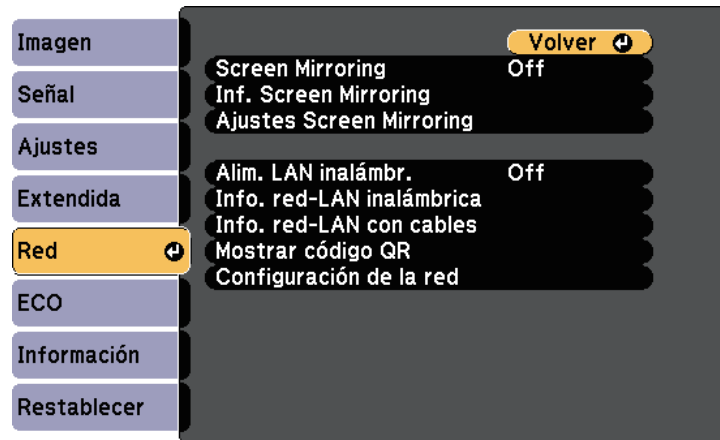 Imagen
Señal
Ajustes
Extendida
Red
ECO
Información
Restablecer
Volver
Screen Mirroring Off
Inf. Screen Mirroring
Ajustes Screen Mirroring
Alim. LAN inalámbr. Off
Info. red-LAN inalámbrica
Info. red-LAN con cables
Mostrar código QR
Configuración de la red